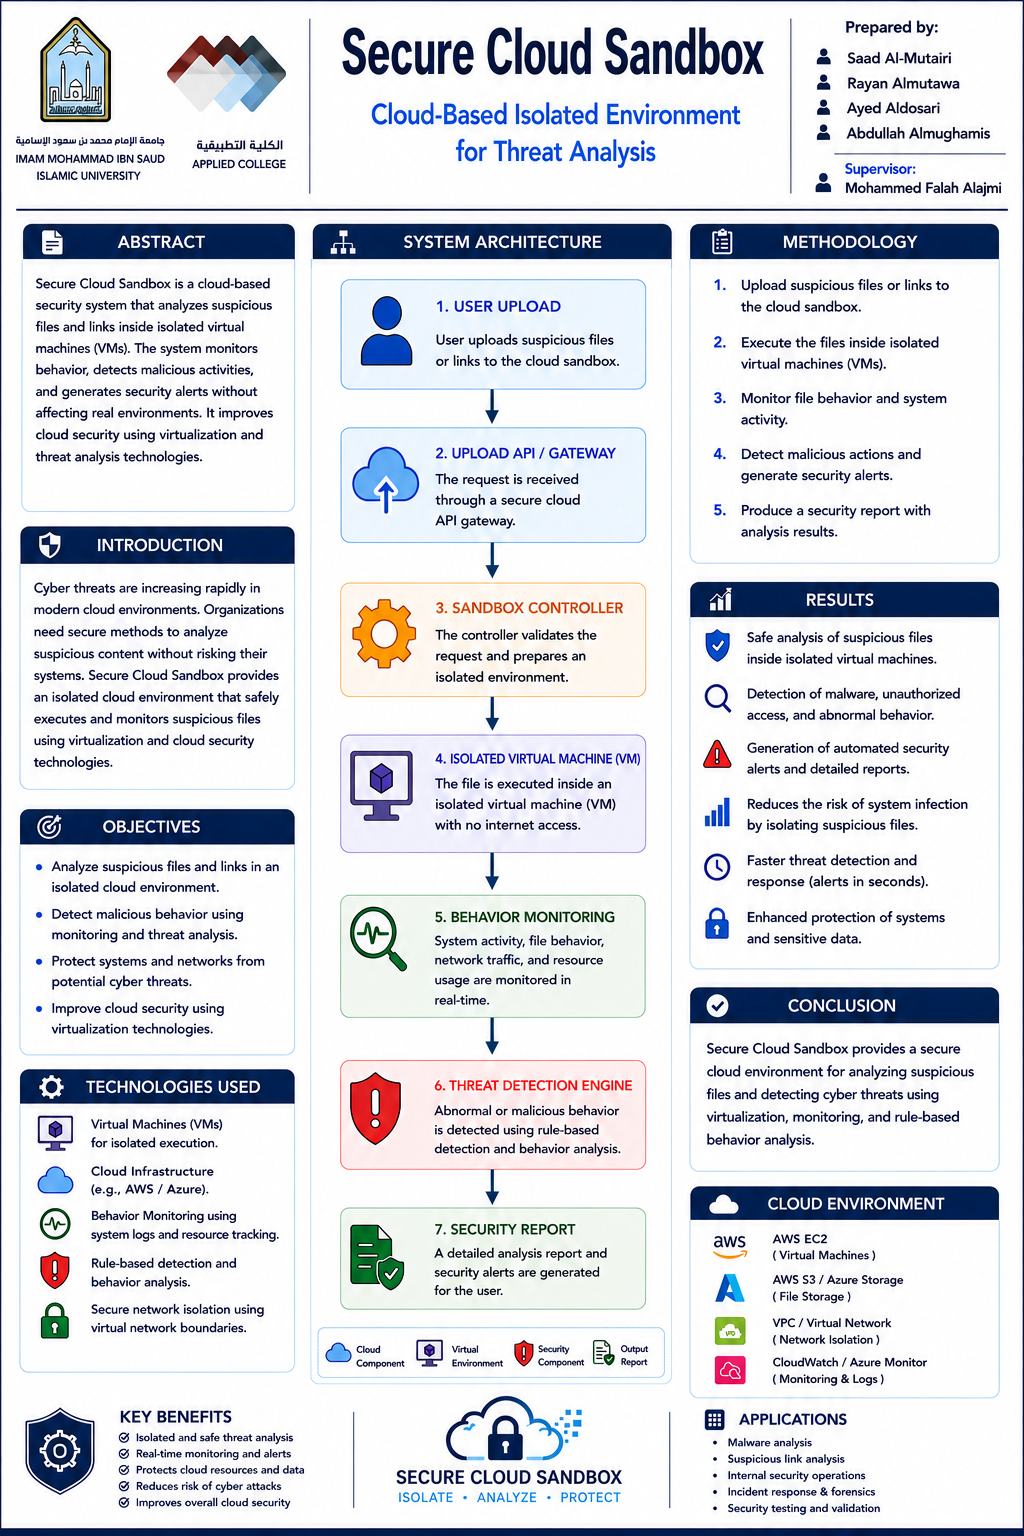 جامعة الإمام محمد بن سعود الإسلامية
IMAM MOHAMMAD IBN SAUD
ISLAMIC UNIVERSITY
الكلية التطبيقية
APPLIED COLLEGE
Secure Cloud Sandbox
Cloud-Based Isolated Environment
for Threat Analysis
Prepared by:
Saad Al-Mutairi
Rayan Almutawa
Ayed Aldosari
Abdullah Almughamis
Supervisor:
Mohammed Falah Alajmi
ABSTRACT
Secure Cloud Sandbox is a cloud-based
security system that analyzes suspicious
files and links inside isolated virtual
machines (VMs). The system monitors
behavior, detects malicious activities,
and generates security alerts without
affecting real environments. It improves
cloud security using virtualization and
threat analysis technologies.
INTRODUCTION
Cyber threats are increasing rapidly in
modern cloud environments. Organizations
need secure methods to analyze
suspicious content without risking their
systems. Secure Cloud Sandbox provides
an isolated cloud environment that safely
executes and monitors suspicious files
using virtualization and cloud security
technologies.
OBJECTIVES
• Analyze suspicious files and links in an
isolated cloud environment.
• Detect malicious behavior using
monitoring and threat analysis.
• Protect systems and networks from
potential cyber threats.
• Improve cloud security using
virtualization technologies.
TECHNOLOGIES USED
Virtual Machines (VMs)
for isolated execution.
Cloud Infrastructure
(e.g., AWS / Azure).
Behavior Monitoring using
system logs and resource tracking.
Rule-based detection and
behavior analysis.
Secure network isolation using
virtual network boundaries.
SYSTEM ARCHITECTURE
1. USER UPLOAD
User uploads suspicious files
or links to the cloud sandbox.
2. UPLOAD API / GATEWAY
The request is received
through a secure cloud
API gateway.
3. SANDBOX CONTROLLER
The controller validates the
request and prepares an
isolated environment.
4. ISOLATED VIRTUAL MACHINE (VM)
The file is executed inside an
isolated virtual machine (VM)
with no internet access.
5. BEHAVIOR MONITORING
System activity, file behavior,
network traffic, and resource
usage are monitored in
real-time.
6. THREAT DETECTION ENGINE
Abnormal or malicious behavior
is detected using rule-based
detection and behavior analysis.
7. SECURITY REPORT
A detailed analysis report and
security alerts are generated
for the user.
Cloud
Component
Virtual
Environment
Security
Component
Output
Report
METHODOLOGY
1. Upload suspicious files or links to
the cloud sandbox.
2. Execute the files inside isolated
virtual machines (VMs).
3. Monitor file behavior and system
activity.
4. Detect malicious actions and
generate security alerts.
5. Produce a security report with
analysis results.
RESULTS
Safe analysis of suspicious files
inside isolated virtual machines.
Detection of malware, unauthorized
access, and abnormal behavior.
Generation of automated security
alerts and detailed reports.
Reduces the risk of system infection
by isolating suspicious files.
Faster threat detection and
response (alerts in seconds).
Enhanced protection of systems
and sensitive data.
CONCLUSION
Secure Cloud Sandbox provides a secure
cloud environment for analyzing suspicious
files and detecting cyber threats using
virtualization, monitoring, and rule-based
behavior analysis.
CLOUD ENVIRONMENT
aws
AWS EC2
( Virtual Machines )
AWS S3 / Azure Storage
( File Storage )
VPC / Virtual Network
( Network Isolation )
CloudWatch / Azure Monitor
( Monitoring & Logs )
KEY BENEFITS
Isolated and safe threat analysis
Real-time monitoring and alerts
Protects cloud resources and data
Reduces risk of cyber attacks
Improves overall cloud security
SECURE CLOUD SANDBOX
ISOLATE • ANALYZE • PROTECT
APPLICATIONS
• Malware analysis
• Suspicious link analysis
• Internal security operations
• Incident response & forensics
• Security testing and validation